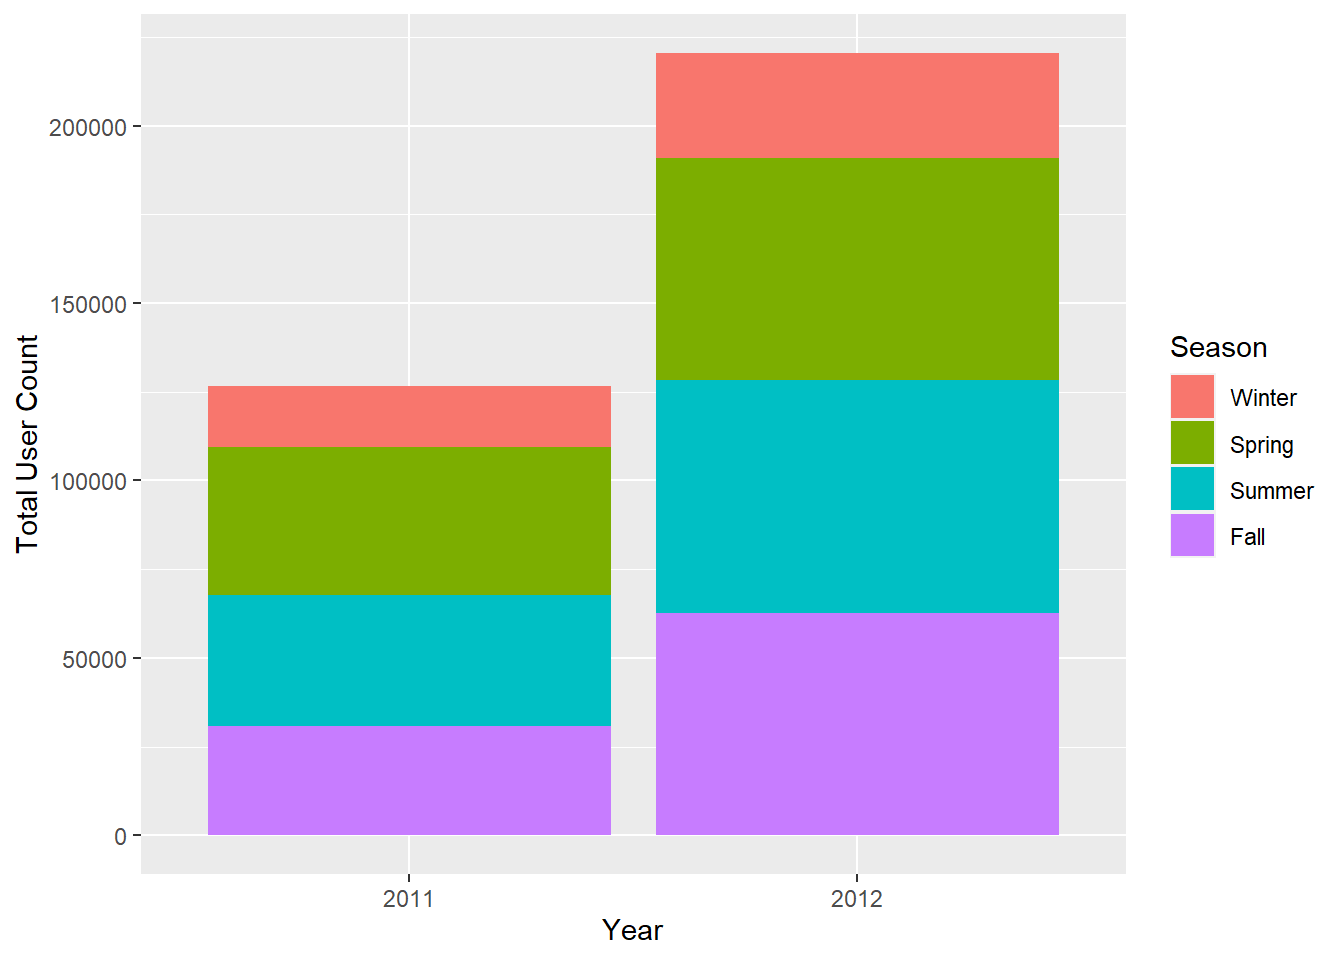 200000
150000
100000
50000
0
Total User Count
2011
2012
Year
Season
Winter
Spring
Summer
Fall